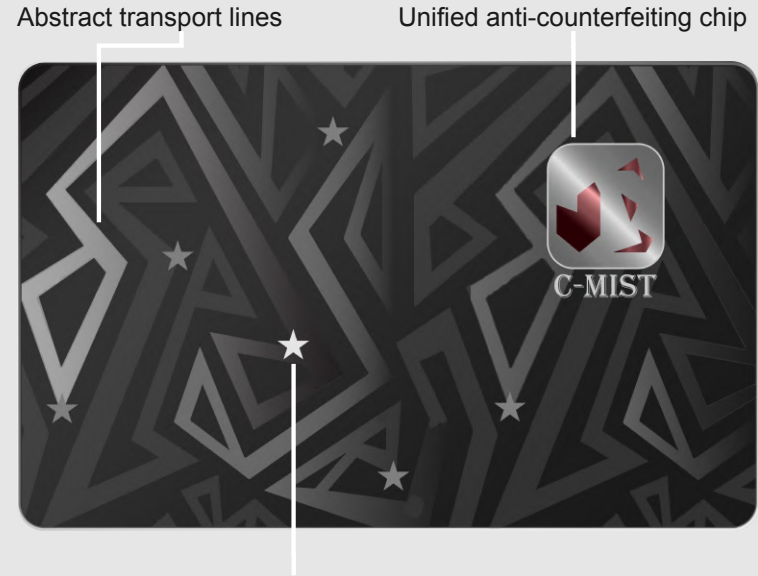 Abstract transport lines
Unified anti-counterfeiting chip
C-MIST